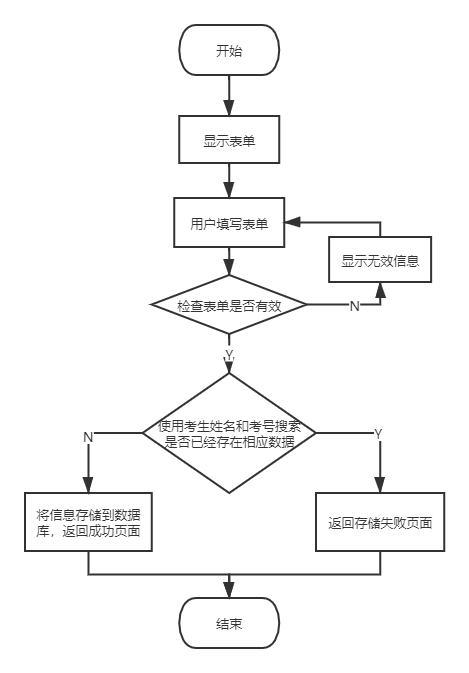 开始
显示表单
用户填写表单
显示无效信息
检查表单是否有效
N
Y
使用考生姓名和考号搜索
是否已经存在相应数据
N
Y
将信息存储到数据
库，返回成功页面
返回存储失败页面
结束